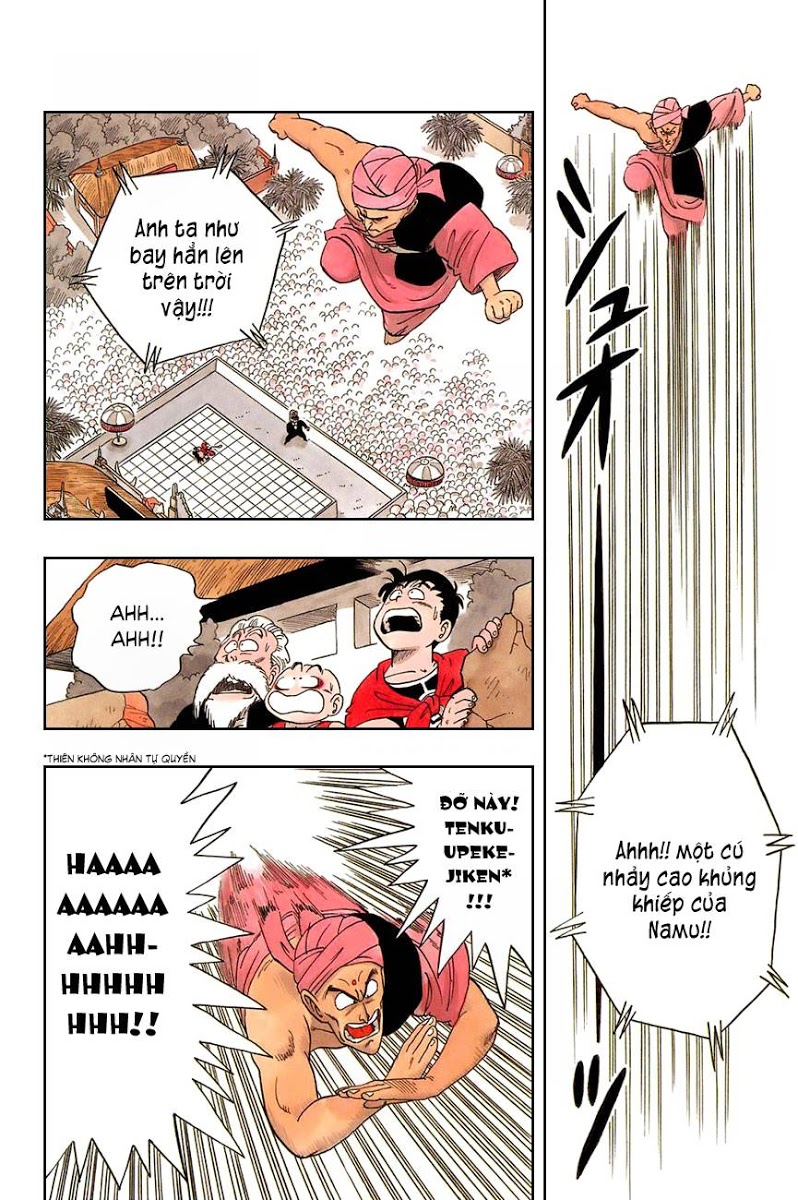 Ahhh!! một cú
nhảy cao khủng
khiếp của
Namu!!
Anh ta như
bay hẳn lên
trên trời
vậy!!!
AHH...
AHH!!
*THIÊN KHÔNG NHÂN TỰ QUYỀN
ĐỠ NÀY!
TENKU-
UPEKE-
JIKEN*
!!!
HAAAA
AAAAAA
AAHH-
HHHHHH
HHH!!